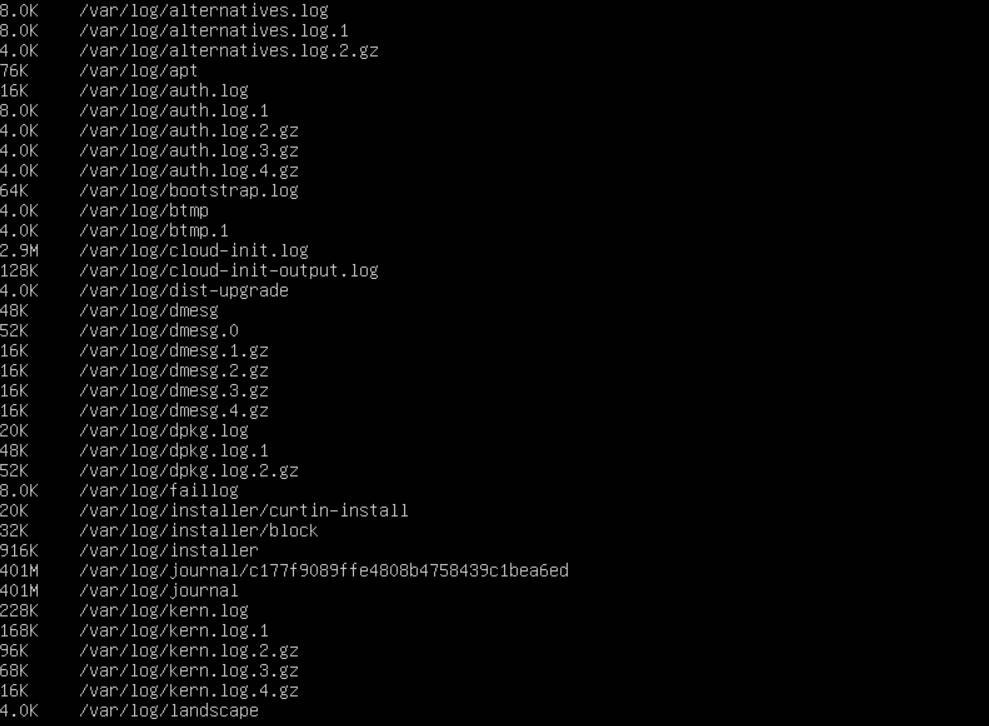 8.0K    /var/log/alternatives.log
8.0K    /var/log/alternatives.log.1
4.0K    /var/log/alternatives.log.2.gz
76K     /var/log/apt
16K     /var/log/auth.log
8.0K    /var/log/auth.log.1
4.0K    /var/log/auth.log.2.gz
4.0K    /var/log/auth.log.3.gz
4.0K    /var/log/auth.log.4.gz
64K     /var/log/bootstrap.log
4.0K    /var/log/btmp
4.0K    /var/log/btmp.1
2.9M    /var/log/cloud-init.log
128K    /var/log/cloud-init-output.log
4.0K    /var/log/dist-upgrade
48K     /var/log/dmesg
52K     /var/log/dmesg.0
16K     /var/log/dmesg.1.gz
16K     /var/log/dmesg.2.gz
16K     /var/log/dmesg.3.gz
16K     /var/log/dmesg.4.gz
20K     /var/log/dpkg.log
48K     /var/log/dpkg.log.1
52K     /var/log/dpkg.log.2.gz
8.0K    /var/log/faillog
20K     /var/log/installer/curtin-install
32K     /var/log/installer/block
916K    /var/log/installer
401M    /var/log/journal/c177f9089ffe4808b4758439c1bea6ed
401M    /var/log/journal
228K    /var/log/kern.log
168K    /var/log/kern.log.1
96K     /var/log/kern.log.2.gz
68K     /var/log/kern.log.3.gz
16K     /var/log/kern.log.4.gz
4.0K    /var/log/landscape